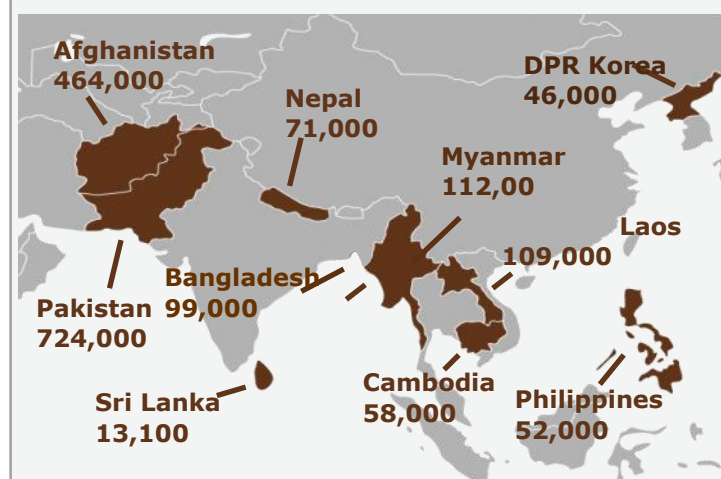 Afghanistan
464,000
DPR Korea
46,000
Nepal
71,000
Myanmar
112,00
Laos
109,000
Bangladesh
99,000
Pakistan
724,000
Cambodia
58,000
Philippines
52,000
Sri Lanka
13,100